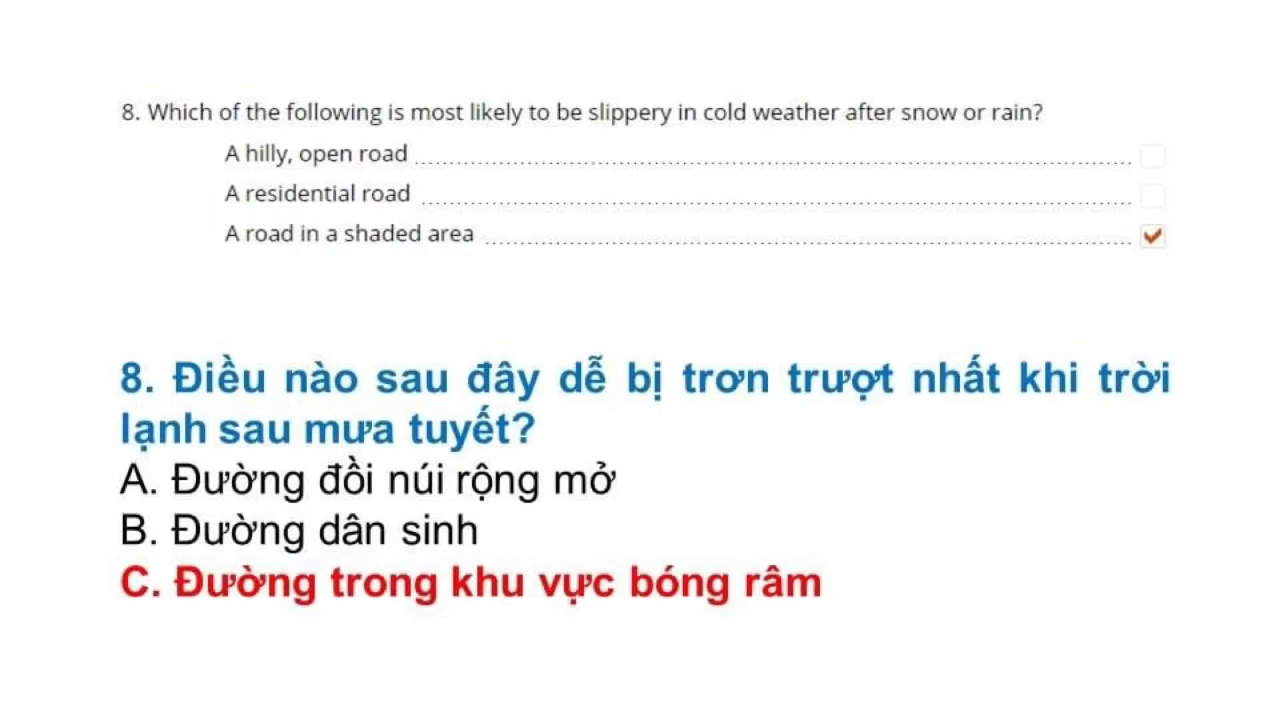 8. Which of the following is most likely to be slippery in cold weather after snow or rain?
A hilly, open road
A residential road
A road in a shaded area
8. Điều nào sau đây dễ bị trơn trượt nhất khi trời
lạnh sau mưa tuyết?
A. Đường đồi núi rộng mở
B. Đường dân sinh
C. Đường trong khu vực bóng râm